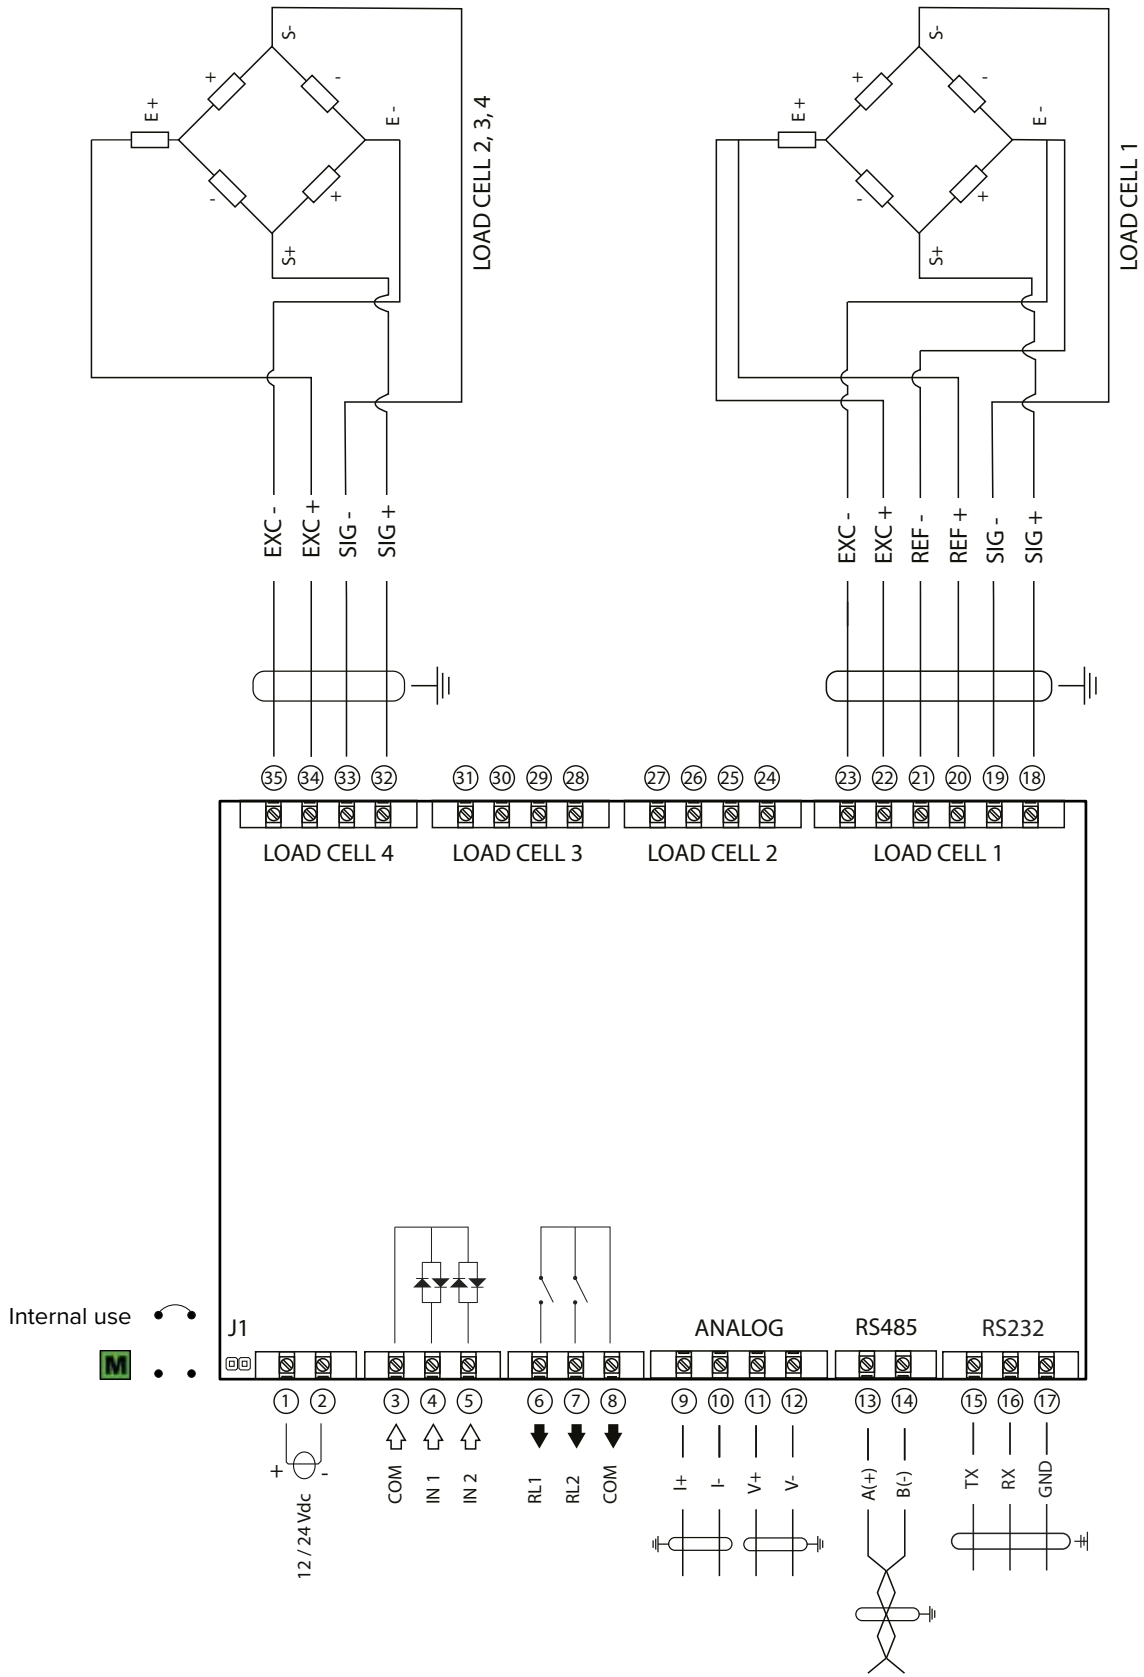 S-
+
-
E +
E -
-
+
S+
LOAD CELL 2, 3, 4
S-
+
-
E +
E -
-
+
S+
LOAD CELL 1
EXC -
EXC +
SIG -
SIG +
EXC -
EXC +
REF -
REF +
SIG -
SIG +
35 34 33 32 31 30 29 28 27 26 25 24 23 22 21 20 19 18
LOAD CELL 4 LOAD CELL 3 LOAD CELL 2 LOAD CELL 1
Internal use
M
J1
ANALOG RS485 RS232
1 2 3 4 5 6 7 8 9 10 11 12 13 14 15 16 17
+ -
12 / 24 Vdc
COM
IN 1
IN 2
RL1
RL2
COM
I+
I-
V+
V-
A(+)
B(-)
TX
RX
GND